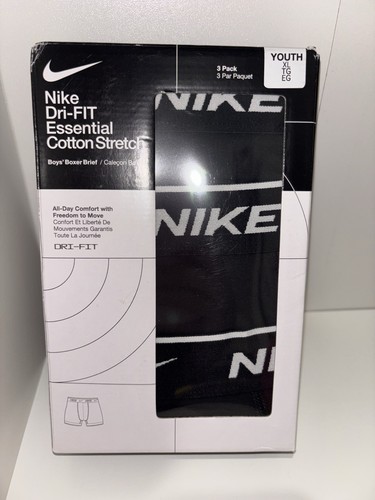 3 Pack
3 Par Paquet
YOUTH
XL
TG
EG
Nike
Dri-FIT
Essential
Cotton Stretch
Boys' Boxer Brief / Caleçon
All-Day Comfort with
Freedom to Move
Confort Et Liberté De
Mouvements Garantis
Toute La Journée
DRI-FIT
NIKE
NIKE
NI